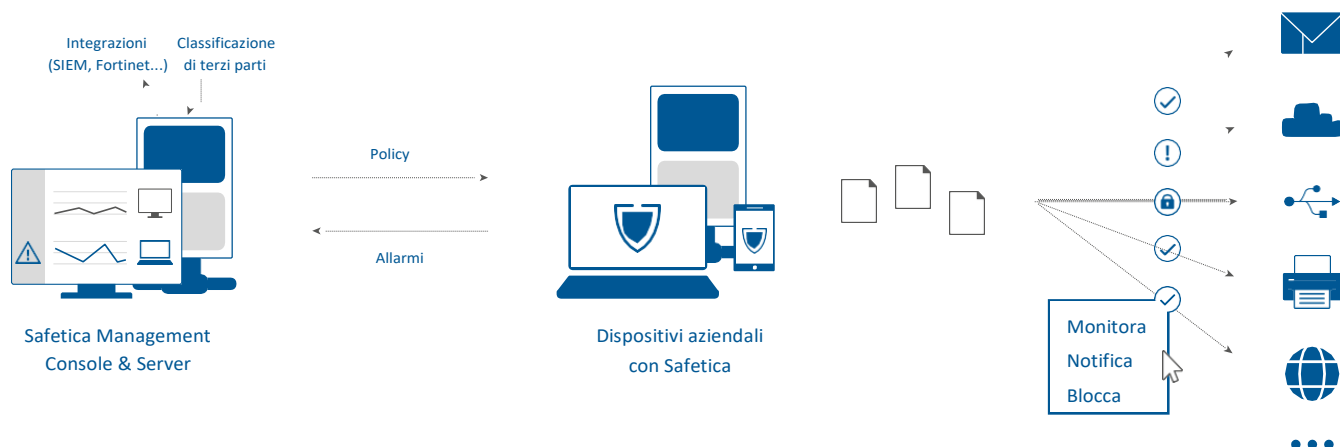 Integrazioni
(SIEM, Fortinet...)
Classificazione
di terzi parti
Policy
Allarmi
Safetica Management
Console & Server
Dispositivi aziendali
con Safetica
Monitora
Notifica
Blocca